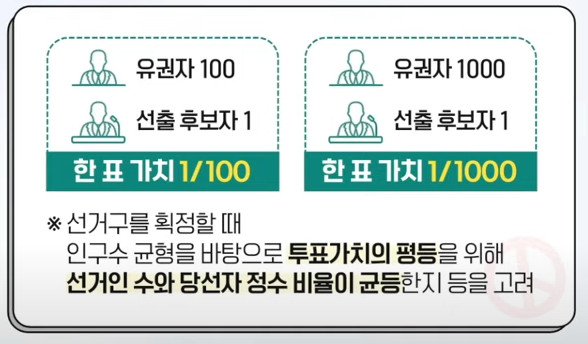 유권자 100
선출 후보자 1
한 표 가치 1/100
유권자 1000
선출 후보자 1
한 표 가치 1/1000
※ 선거구를 획정할 때
인구수 균형을 바탕으로 투표가치의 평등을 위해
선거인 수와 당선자 정수 비율이 균등한지 등을 고려